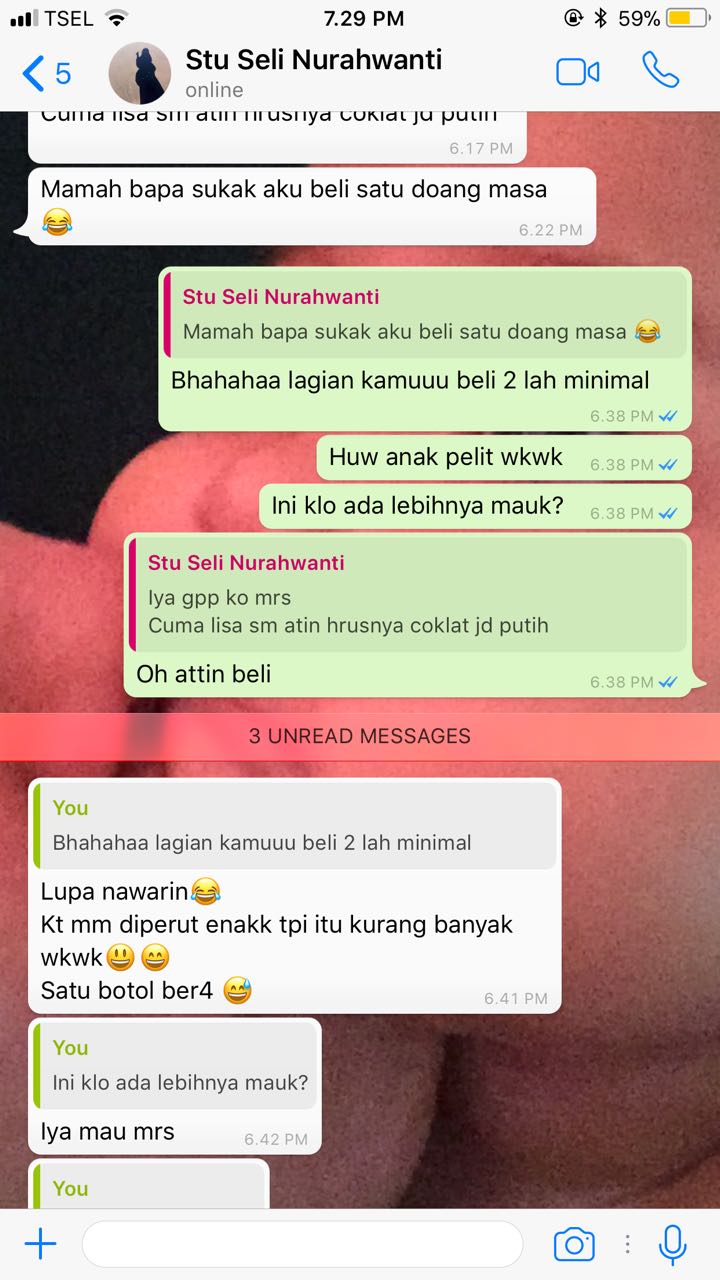 TSEL 7.29 PM 59%
5 Stu Seli Nurahwanti
online
Cuma lisa sm atin hrusnya coklat jd putih
6.17 PM
Mamah bapa sukak aku beli satu doang masa
😂
6.22 PM
Stu Seli Nurahwanti
Mamah bapa sukak aku beli satu doang masa 😂
Bhahahaa lagian kamuuu beli 2 lah minimal
6.38 PM
Huw anak pelit wkwk 6.38 PM
Ini klo ada lebihnya mauk? 6.38 PM
Stu Seli Nurahwanti
Iya gpp ko mrs
Cuma lisa sm atin hrusnya coklat jd putih
Oh attin beli 6.38 PM
3 UNREAD MESSAGES
You
Bhahahaa lagian kamuuu beli 2 lah minimal
Lupa nawarin😂
Kt mm diperut enakk tpi itu kurang banyak
wkwk😃 😄
Satu botol ber4 😅 6.41 PM
You
Ini klo ada lebihnya mauk?
Iya mau mrs 6.42 PM
You